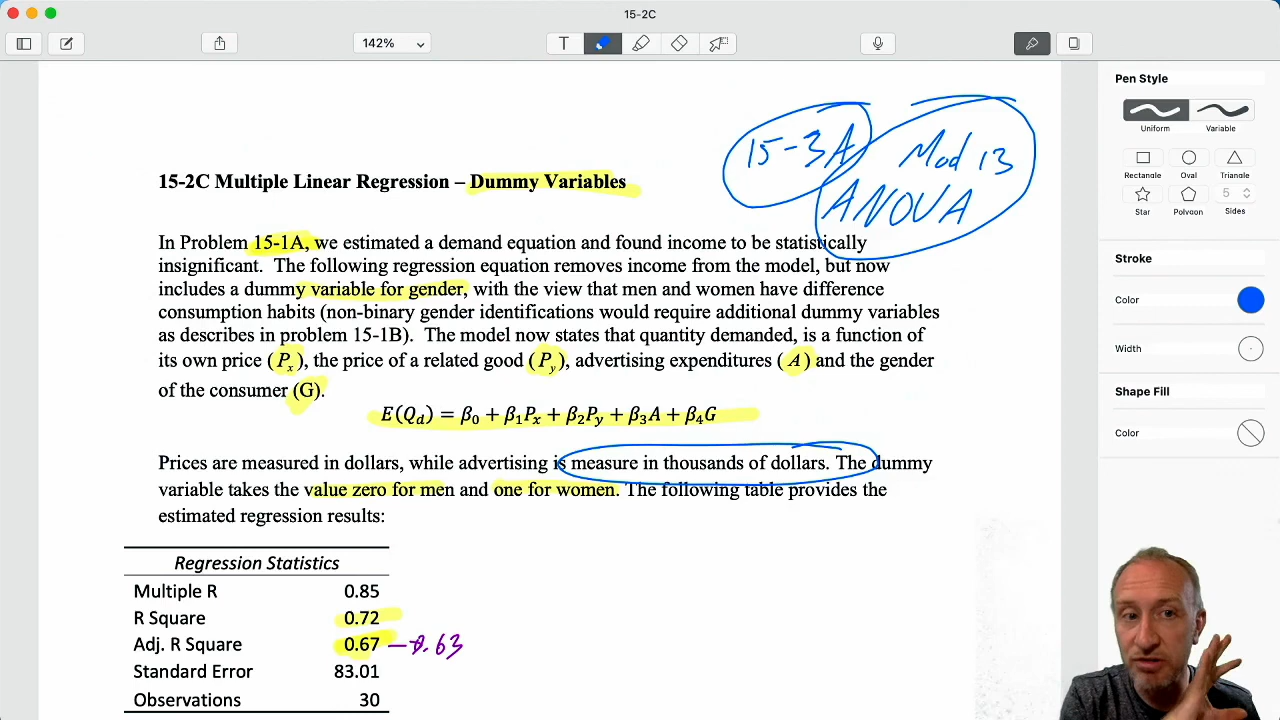 15-2C
142%
T
Pen Style
Uniform
Variable
Rectangle
Oval
Triangle
Star
Polygon
5
Sides
Stroke
Color
Width
Shape Fill
Color
15-3A
Mod 13
ANOVA
15-2C Multiple Linear Regression – Dummy Variables
In Problem 15-1A, we estimated a demand equation and found income to be statistically
insignificant. The following regression equation removes income from the model, but now
includes a dummy variable for gender, with the view that men and women have difference
consumption habits (non-binary gender identifications would require additional dummy variables
as describes in problem 15-1B). The model now states that quantity demanded, is a function of
its own price (Pₓ), the price of a related good (Pᵧ), advertising expenditures (A) and the gender
of the consumer (G).
E(Q_d) = β₀ + β₁Pₓ + β₂Pᵧ + β₃A + β₄G
Prices are measured in dollars, while advertising is measure in thousands of dollars. The dummy
variable takes the value zero for men and one for women. The following table provides the
estimated regression results:
Regression Statistics
Multiple R 0.85
R Square 0.72
Adj. R Square 0.67 – 0.63
Standard Error 83.01
Observations 30